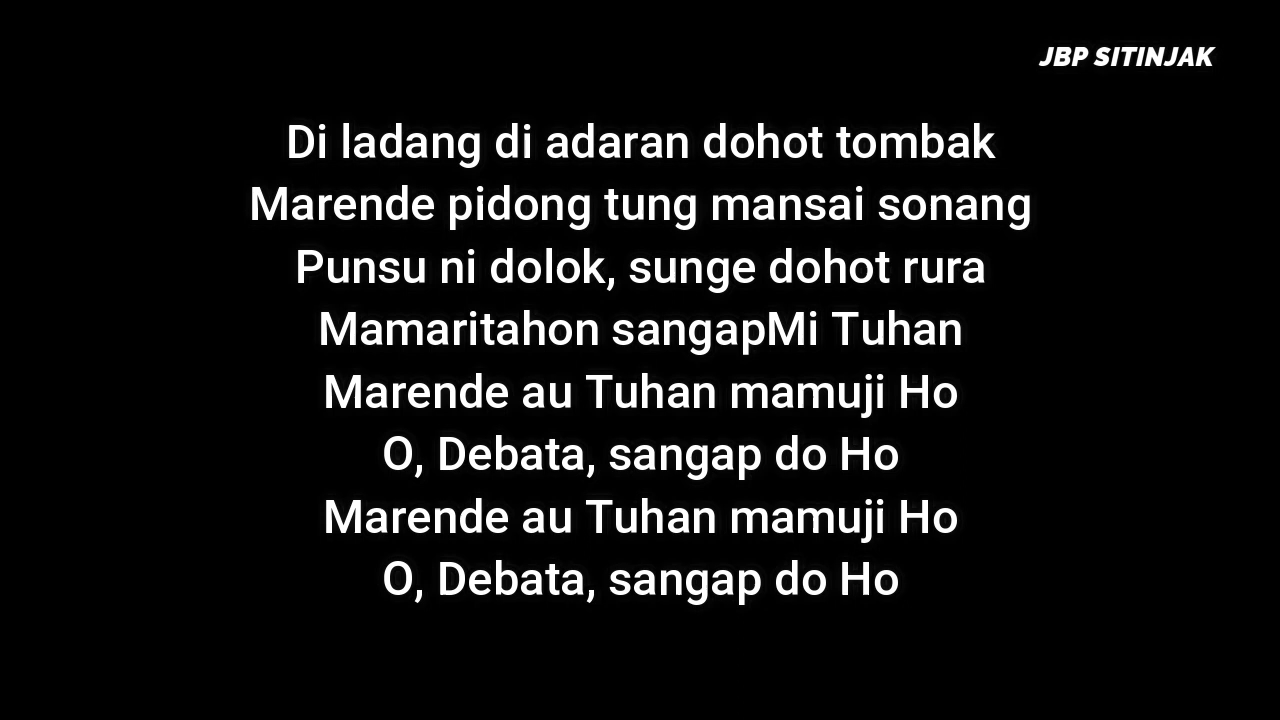 JBP SITINJAK
Di ladang di adaran dohot tombak
Marende pidong tung mansai sonang
Punsu ni dolok, sunge dohot rura
Mamaritahon sangapMi Tuhan
Marende au Tuhan mamuji Ho
O, Debata, sangap do Ho
Marende au Tuhan mamuji Ho
O, Debata, sangap do Ho